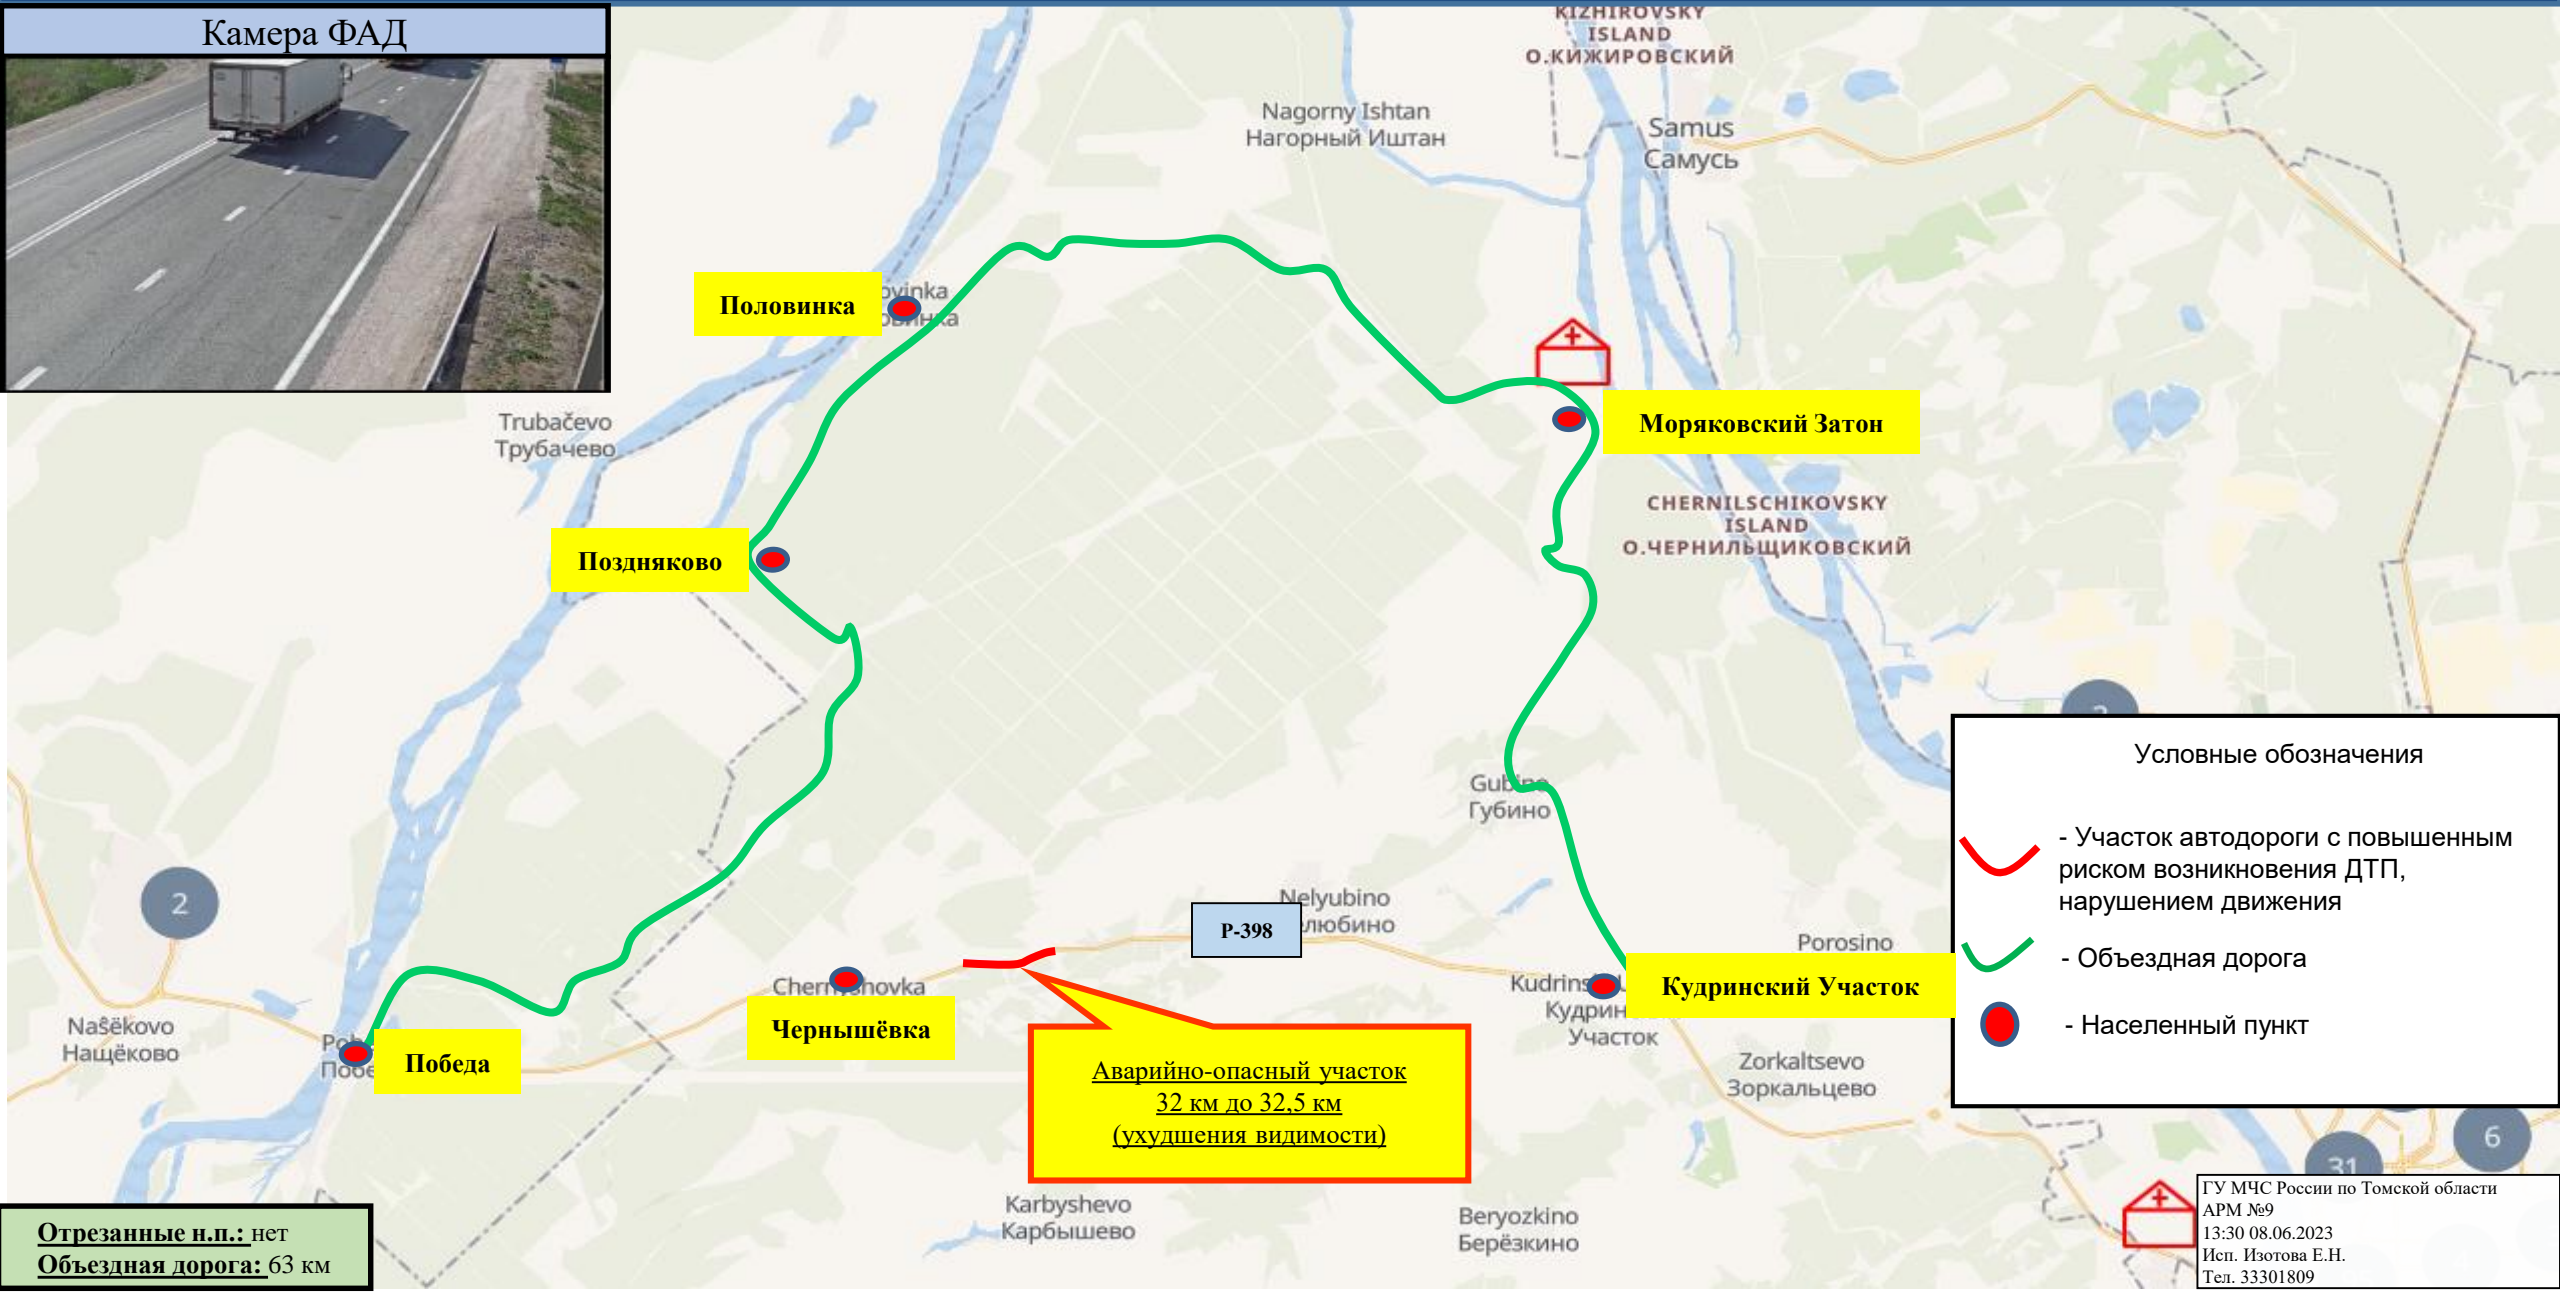 Камера ФАД
KIZHIROVSKY
ISLAND
О.КИЖИРОВСКИЙ
Nagorny Ishtan
Нагорный Иштан
Samus
Самусь
Половинка
Trubačevo
Трубачево
Моряковский Затон
CHERNILSCHIKOVSKY
ISLAND
О.ЧЕРНИЛЬЩИКОВСКИЙ
Поздняково
Условные обозначения
- Участок автодороги с повышенным
риском возникновения ДТП,
нарушением движения
- Объездная дорога
- Населенный пункт
Губино
2
Nelyubino
Р-398
Porosino
Кудринский Участок
Участок
Чернышёвка
Našëkovo
Нащёково
Победа
Zorkaltsevo
Зоркальцево
Аварийно-опасный участок
32 км до 32,5 км
(ухудшения видимости)
6
31
Karbyshevo
Карбышево
Beryozkino
Берёзкино
Отрезанные н.п.: нет
Объездная дорога: 63 км
ГУ МЧС России по Томской области
АРМ №9
13:30 08.06.2023
Исп. Изотова Е.Н.
Тел. 33301809